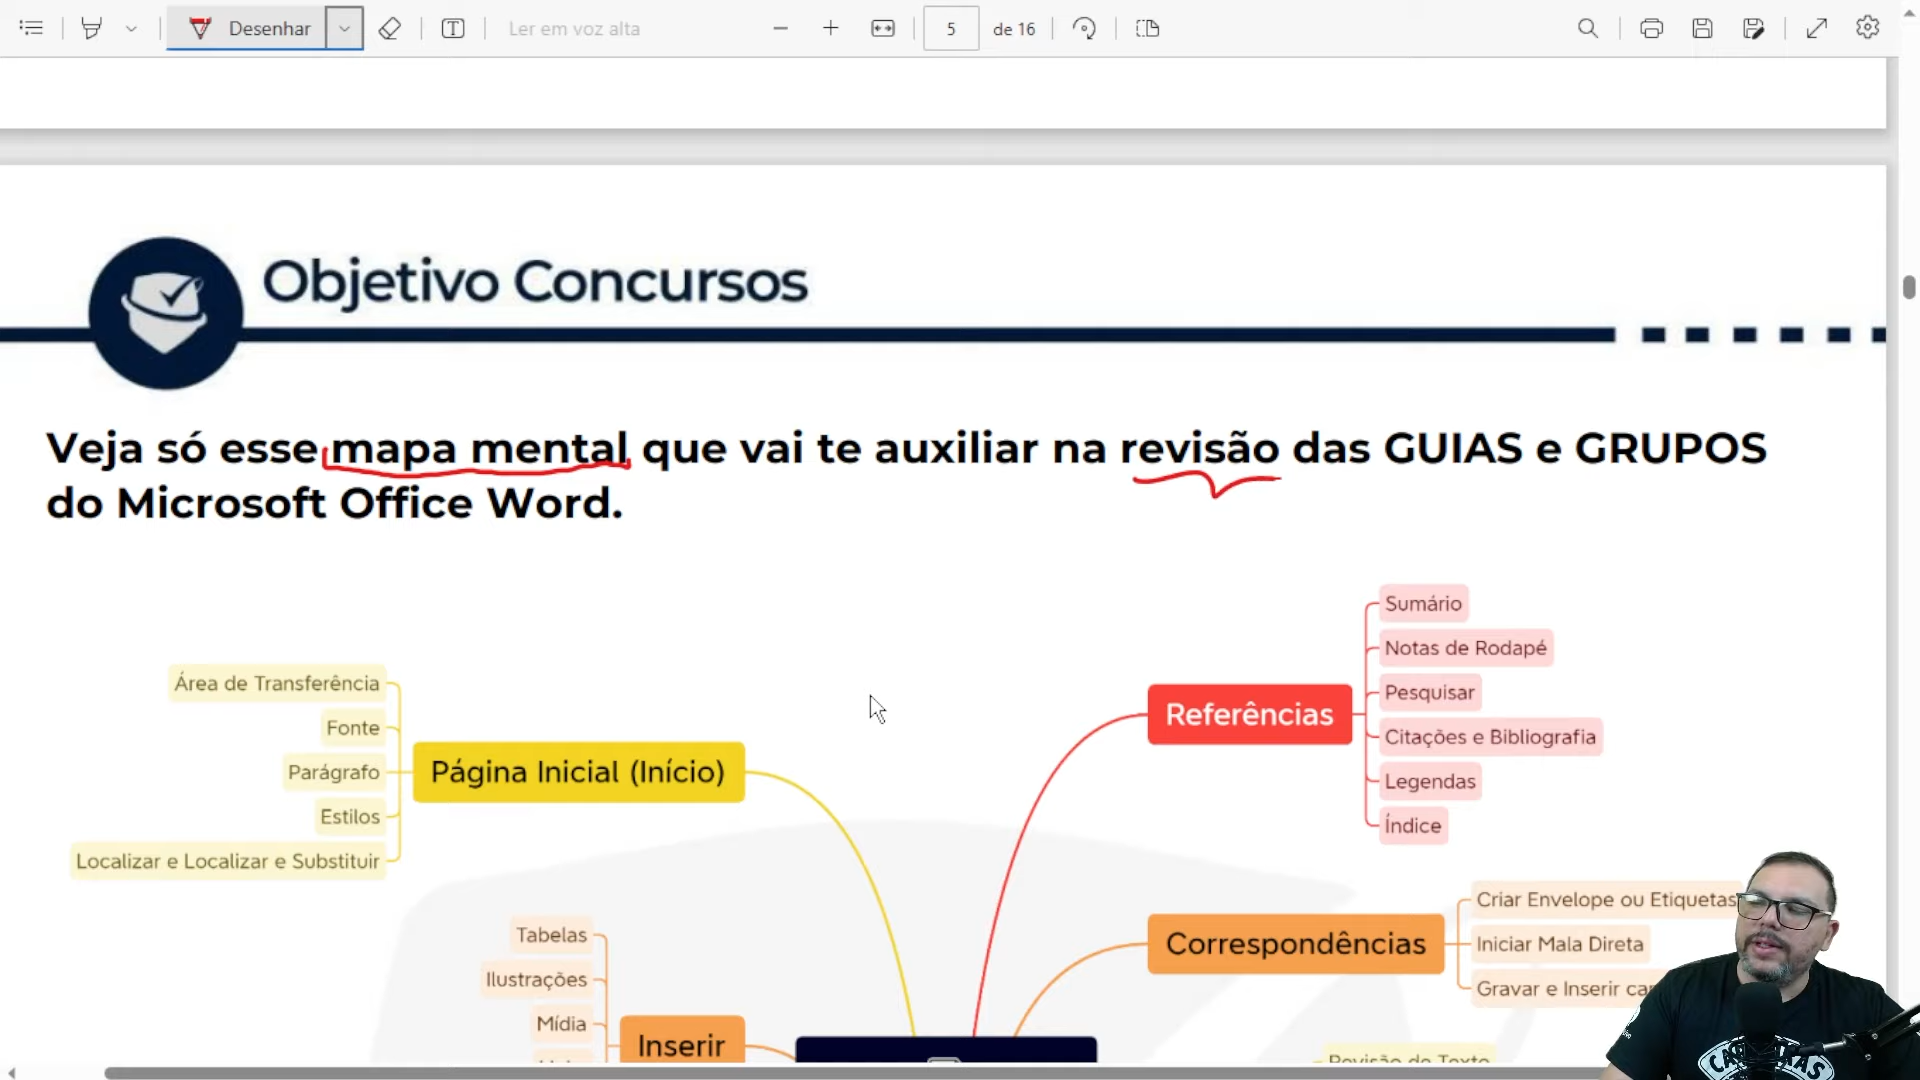 Desenhar
Ler em voz alta
5
de 16
Objetivo Concursos
Veja só esse mapa mental que vai te auxiliar na revisão das GUIAS e GRUPOS
do Microsoft Office Word.
Área de Transferência
Fonte
Parágrafo
Estilos
Localizar e Localizar e Substituir
Página Inicial (Início)
Tabelas
Ilustrações
Mídia
Inserir
Referências
Sumário
Notas de Rodapé
Pesquisar
Citações e Bibliografia
Legendas
Índice
Correspondências
Criar Envelope ou Etiquetas
Iniciar Mala Direta
Gravar e Inserir
Revisão de Texto